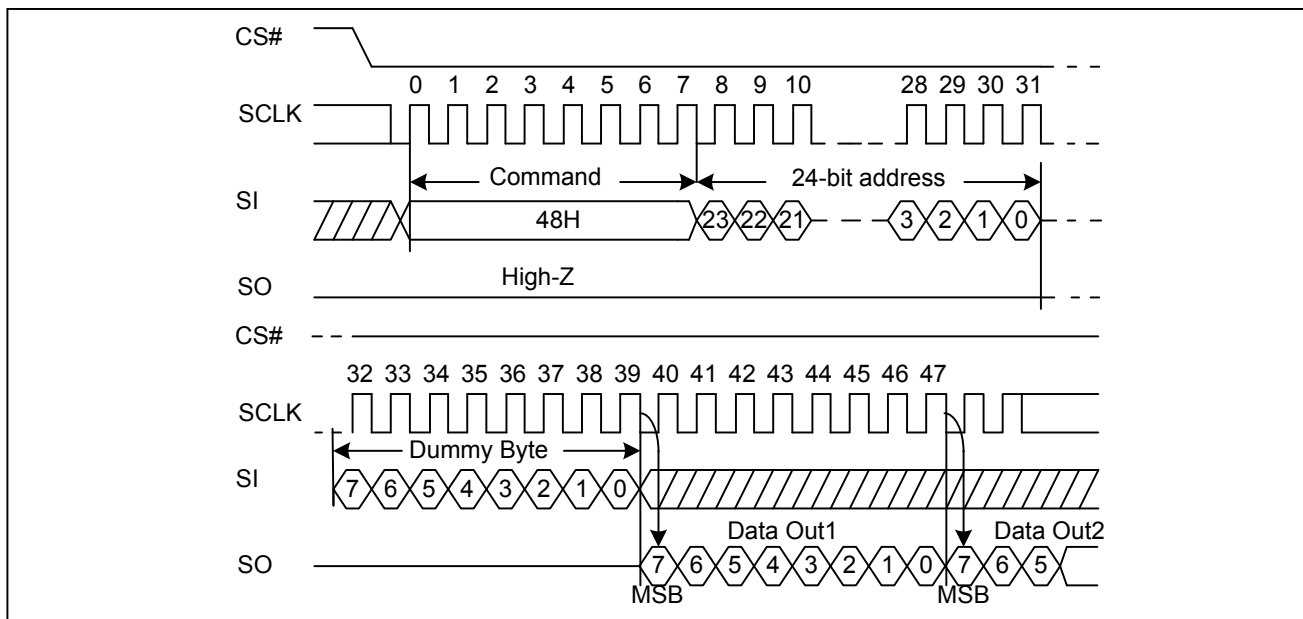 CS#
0 1 2 3 4 5 6 7 8 9 10 28 29 30 31
SCLK
Command 24-bit address
SI
48H 23 22 21 3 2 1 0
High-Z
SO
CS#
32 33 34 35 36 37 38 39 40 41 42 43 44 45 46 47
SCLK
Dummy Byte
SI
7 6 5 4 3 2 1 0
Data Out1 Data Out2
SO
7 6 5 4 3 2 1 0 7 6 5
MSB MSB